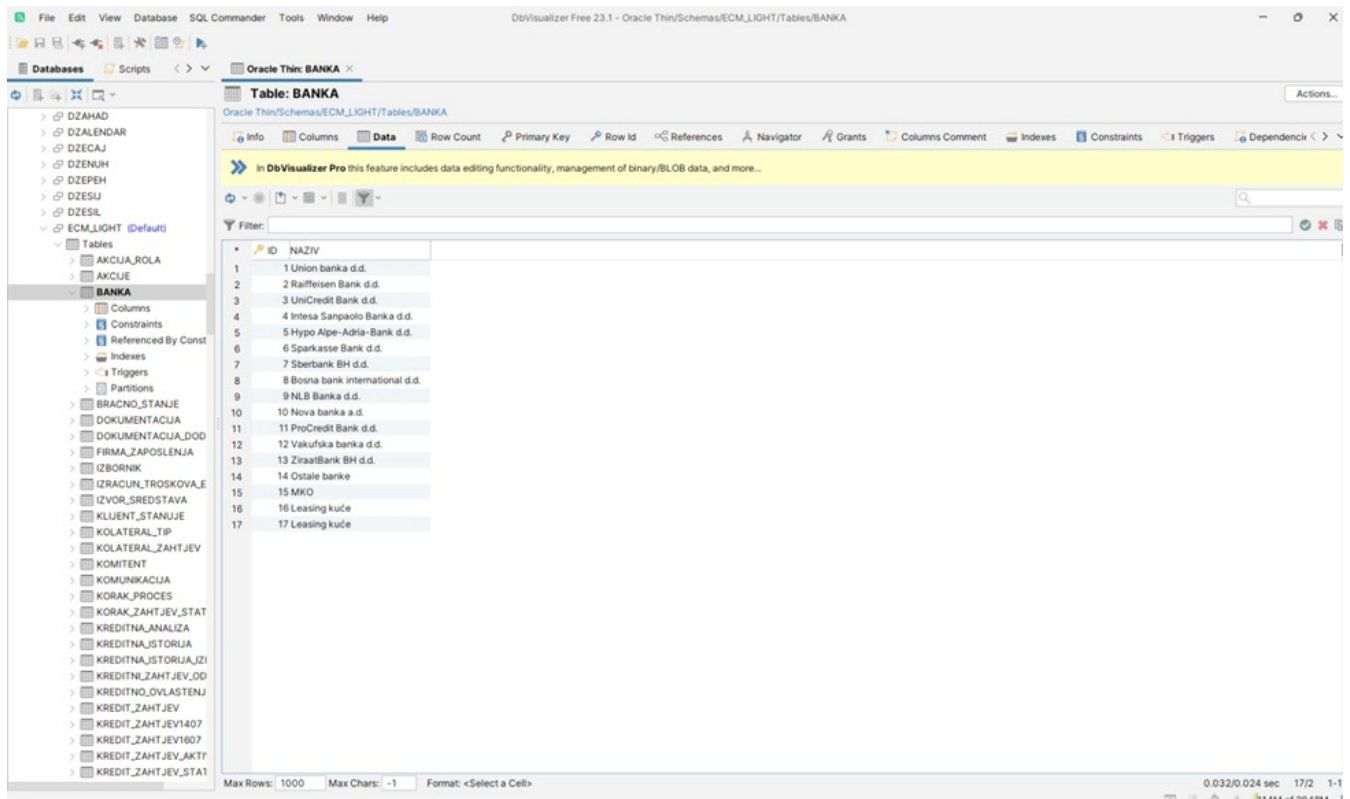 File Edit View Database SQL Commander Tools Window Help DbVisualizer Free 23.1 - Oracle Thin/Schemas/ECM_LIGHT/Tables/BANKA
Databases Scripts Oracle Thin: BANKA
DZAHAD
DZALENDAR
DZECAJ
DZENUH
DZEPEH
DZESIJ
DZESIL
ECM_LIGHT (Default)
Tables
AKCIJA_ROLA
AKCIJE
BANKA
Columns
Constraints
Referenced By Const
Indexes
Triggers
Partitions
BRACNO_STANJE
DOKUMENTACIJA
DOKUMENTACIJA_DOD
FIRMA_ZAPOSLENJA
IZBORNIK
IZRACUN_TROSKOVA_E
IZVOR_SREDSTAVA
KLIJENT_STANUJE
KOLATERAL_TIP
KOLATERAL_ZAHTJEV
KOMITENT
KOMUNIKACIJA
KORAK_PROCES
KORAK_ZAHTJEV_STAT
KREDITNA_ANALIZA
KREDITNA_ISTORIJA
KREDITNA_ISTORIJA_IZI
KREDITNI_ZAHTJEV_OD
KREDITNO_OVLASTENJ
KREDIT_ZAHTJEV
KREDIT_ZAHTJEV1407
KREDIT_ZAHTJEV1607
KREDIT_ZAHTJEV_AKTI
KREDIT_ZAHTJEV_STAT
Table: BANKA Actions...
Oracle Thin/Schemas/ECM_LIGHT/Tables/BANKA
Info Columns Data Row Count Primary Key Row Id References Navigator Grants Columns Comment Indexes Constraints Triggers Dependencie
In DbVisualizer Pro this feature includes data editing functionality, management of binary/BLOB data, and more...
Filter:
* ID NAZIV
1 1 Union banka d.d.
2 2 Raiffeisen Bank d.d.
3 3 UniCredit Bank d.d.
4 4 Intesa Sanpaolo Banka d.d.
5 5 Hypo Alpe-Adria-Bank d.d.
6 6 Sparkasse Bank d.d.
7 7 Sberbank BH d.d.
8 8 Bosna bank international d.d.
9 9 NLB Banka d.d.
10 10 Nova banka a.d.
11 11 ProCredit Bank d.d.
12 12 Vakufska banka d.d.
13 13 ZiraatBank BH d.d.
14 14 Ostale banke
15 15 MKO
16 16 Leasing kuće
17 17 Leasing kuće
Max Rows: 1000 Max Chars: -1 Format: <Select a Cell> 0.032/0.024 sec 17/2 1-1